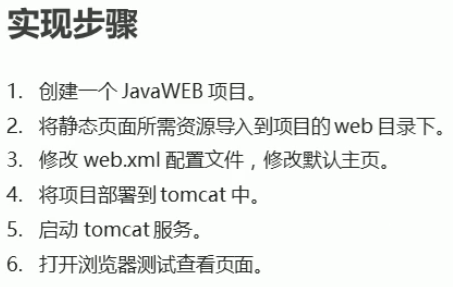 实现步骤
1. 创建一个 JavaWEB 项目。
2. 将静态页面所需资源导入到项目的 web 目录下。
3. 修改 web.xml 配置文件，修改默认主页。
4. 将项目部署到 tomcat 中。
5. 启动 tomcat 服务。
6. 打开浏览器测试查看页面。